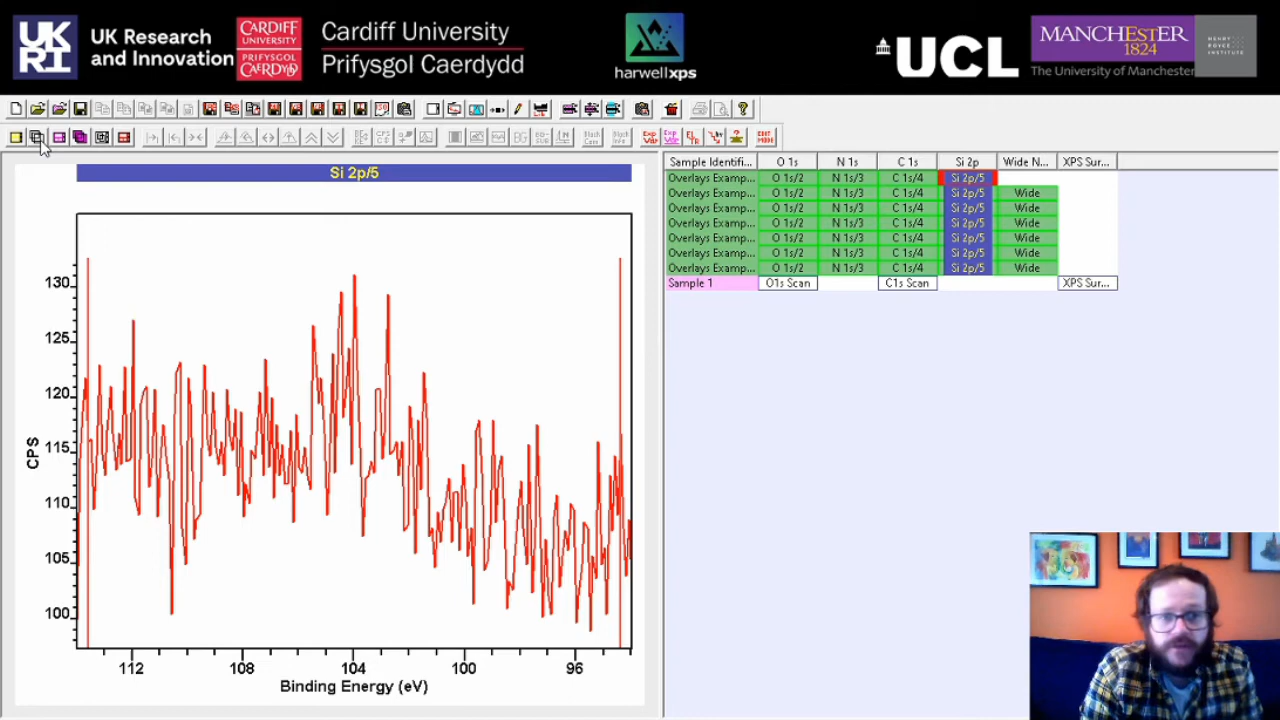 UK
RI
UK Research
and Innovation
CARDIFF
UNIVERSITY
PRIFYSGOL
CAERDYDD
Cardiff University
Prifysgol Caerdydd
harwellxps
UCL
MANCHESTER
1824
The University of Manchester
HENRY
ROYCE
INSTITUTE
Si 2p/5
CPS
130
125
120
115
110
105
100
112 108 104 100 96
Binding Energy (eV)
Sample Identifi... O 1s N 1s C 1s Si 2p Wide N... XPS Sur...
Overlays Examp... O 1s/2 N 1s/3 C 1s/4 Si 2p/5
Overlays Examp... O 1s/2 N 1s/3 C 1s/4 Si 2p/5 Wide
Overlays Examp... O 1s/2 N 1s/3 C 1s/4 Si 2p/5 Wide
Overlays Examp... O 1s/2 N 1s/3 C 1s/4 Si 2p/5 Wide
Overlays Examp... O 1s/2 N 1s/3 C 1s/4 Si 2p/5 Wide
Overlays Examp... O 1s/2 N 1s/3 C 1s/4 Si 2p/5 Wide
Overlays Examp... O 1s/2 N 1s/3 C 1s/4 Si 2p/5 Wide
Sample 1 O1s Scan C1s Scan XPS Sur...